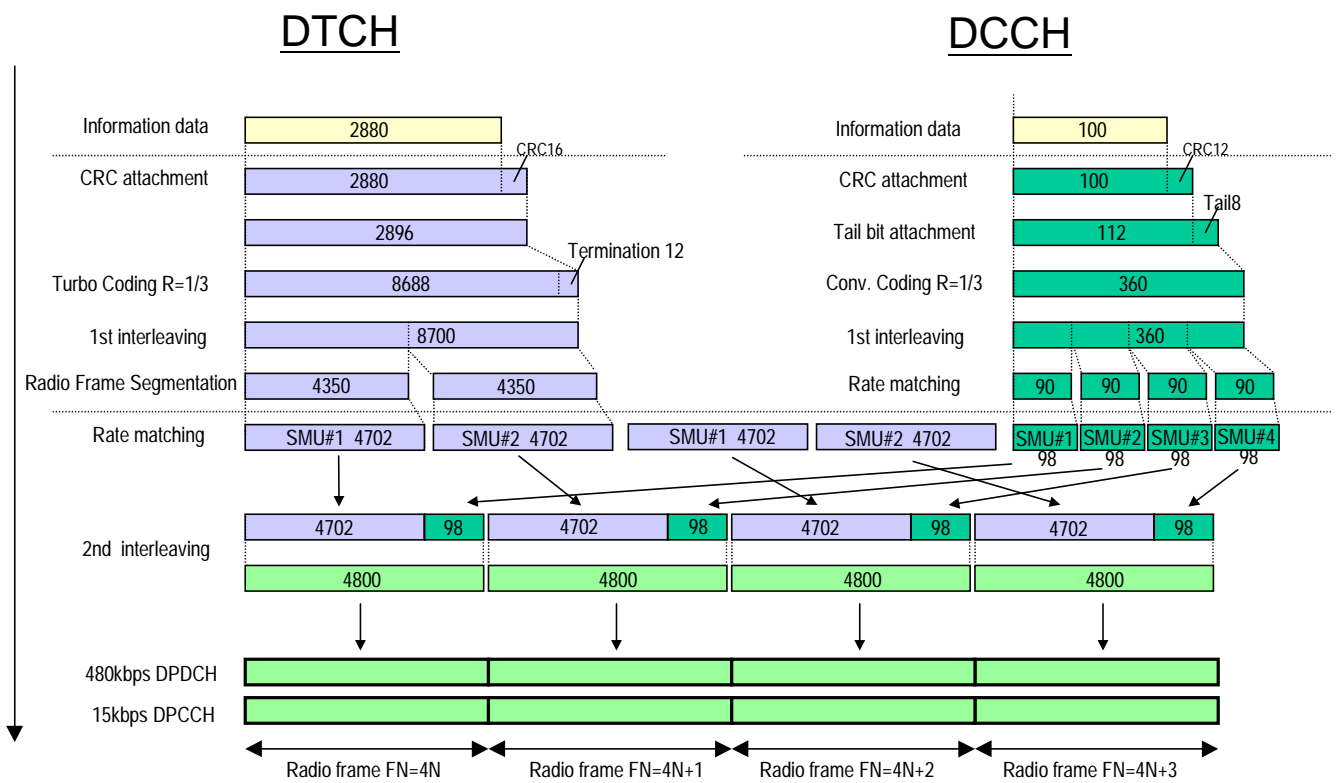 DTCH
DCCH
Information data
2880
Information data
100
CRC16
CRC12
CRC attachment
2880
CRC attachment
100
Tail8
2896
Tail bit attachment
112
Termination 12
Turbo Coding R=1/3
8688
Conv. Coding R=1/3
360
1st interleaving
8700
1st interleaving
360
Radio Frame Segmentation
4350
4350
Rate matching
90
90
90
90
Rate matching
SMU#1 4702
SMU#2 4702
SMU#1 4702
SMU#2 4702
SMU#1
SMU#2
SMU#3
SMU#4
98
98
98
98
2nd interleaving
4702
98
4702
98
4702
98
4702
98
4800
4800
4800
4800
480kbps DPDCH
15kbps DPCCH
Radio frame FN=4N
Radio frame FN=4N+1
Radio frame FN=4N+2
Radio frame FN=4N+3